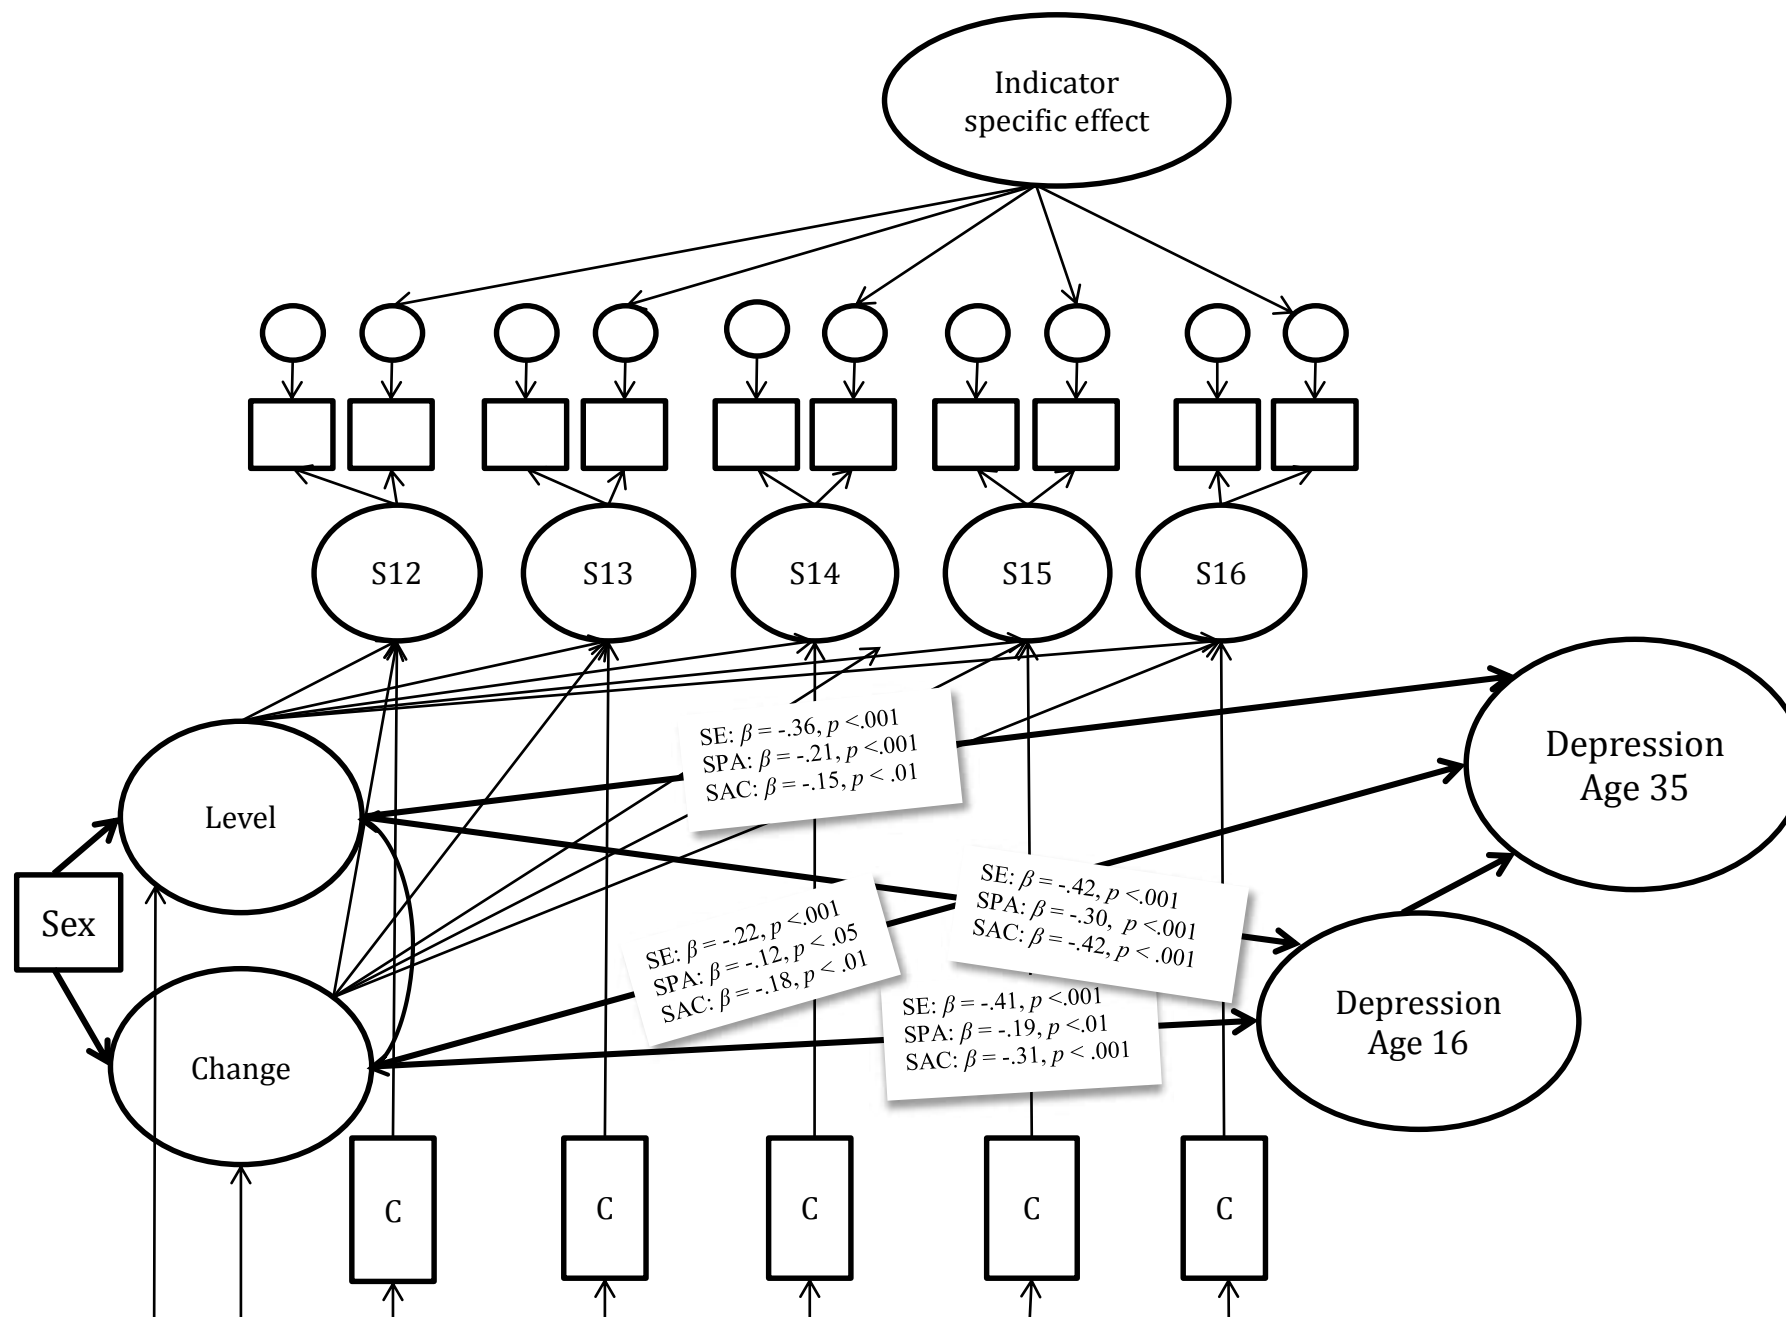 Indicator
specific effect
S12
S13
S14
S15
S16
SE: β = -.36, p <.001
SPA: β = -.21, p <.001
SAC: β = -.15, p < .01
Depression
Age 35
Level
SE: β = -.42, p <.001
SPA: β = -.30, p <.001
SAC: β = -.42, p < .001
Sex
SE: β = -.22, p <.001
SPA: β = -.12, p < .05
SAC: β = -.18, p < .01
SE: β = -.41, p <.001
SPA: β = -.19, p <.01
SAC: β = -.31, p < .001
Depression
Age 16
Change
C
C
C
C
C